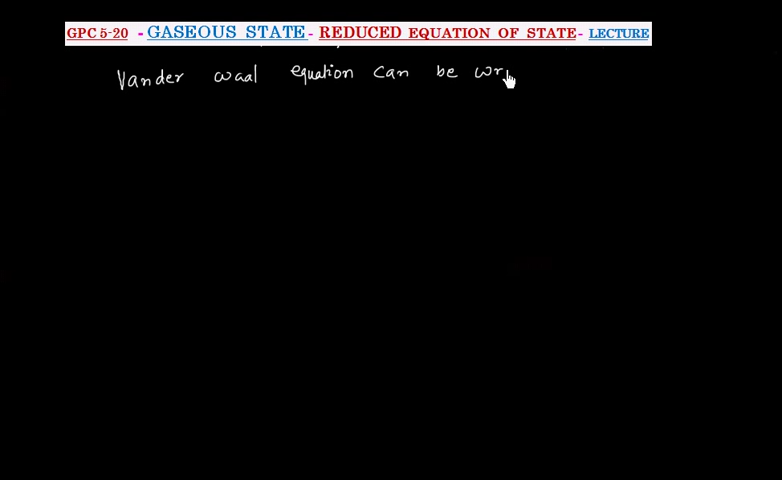 GPC 5-20 - GASEOUS STATE - REDUCED EQUATION OF STATE- LECTURE
Vander waal equation can be wr